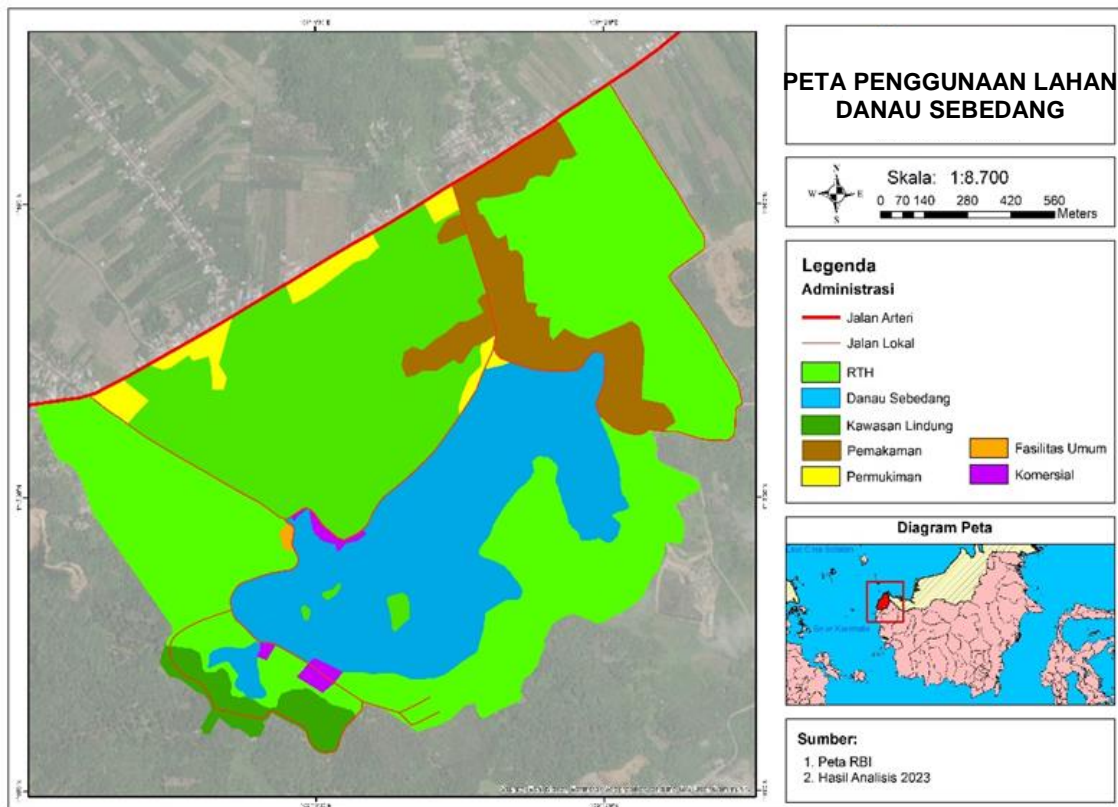 PETA PENGGUNAAN LAHAN
DANAU SEBEDANG
N
W E
S
Skala: 1:8.700
0 70 140 280 420 560
Meters
Legenda
Administrasi
Jalan Arteri
Jalan Lokal
RTH
Danau Sebedang
Kawasan Lindung
Pemakaman
Permukiman
Fasilitas Umum
Komersial
Diagram Peta
Sumber:
1. Peta RBI
2. Hasil Analisis 2023